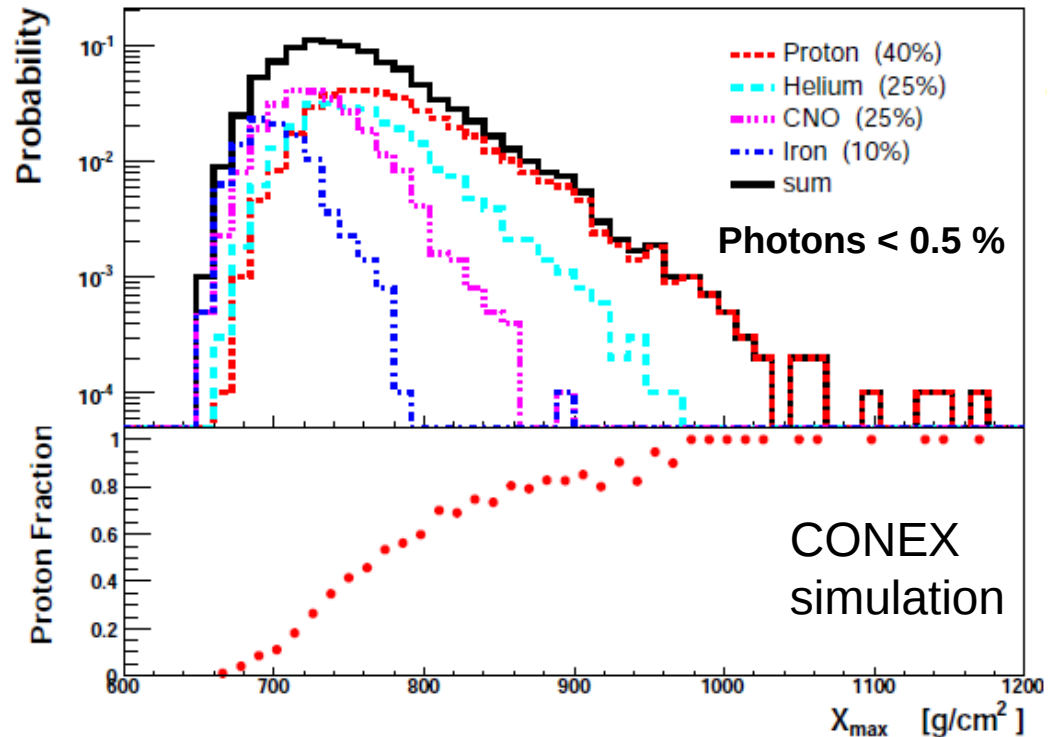 Probability
10-1
10-2
10-3
10-4
Proton (40%)
Helium (25%)
CNO (25%)
Iron (10%)
sum
Photons < 0.5 %
Proton Fraction
1
0.8
0.6
0.4
0.2
0
CONEX
simulation
600 700 800 900 1000 1100 1200
Xmax [g/cm2 ]